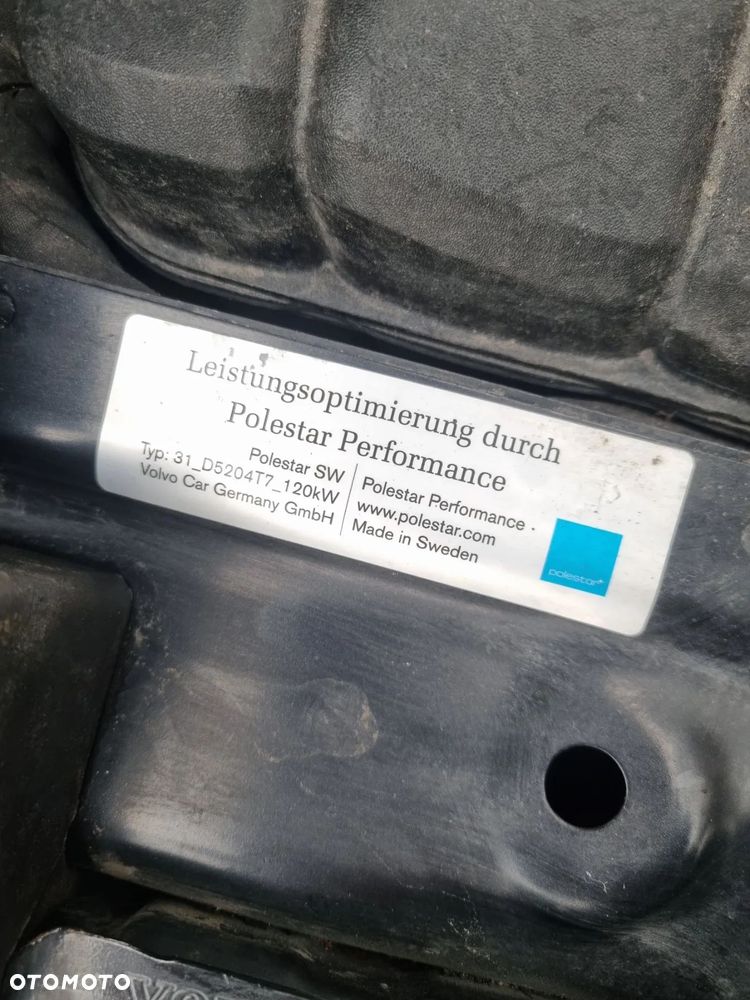 Leistungsoptimierung durch
Polestar Performance
Polestar SW
Typ: 31_D5204T7_120kW
Volvo Car Germany GmbH
Polestar Performance
www.polestar.com
Made in Sweden
polestar
OTOMOTO